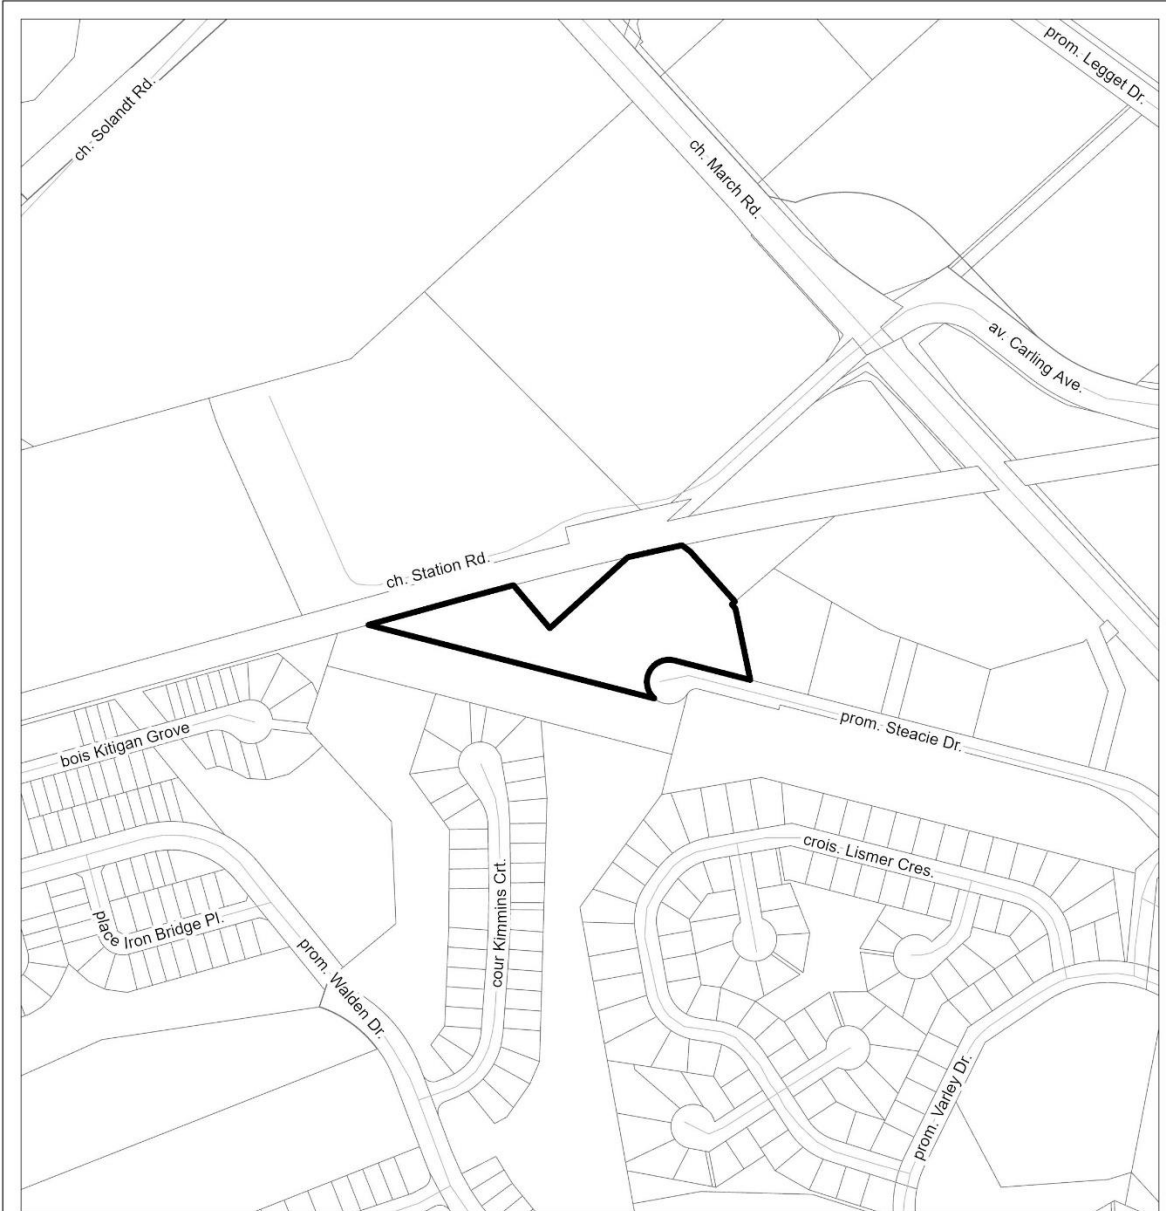 prom. Legget Dr.
ch. Solandt Rd.
ch. March Rd.
av. Carling Ave.
ch. Station Rd.
prom. Steacie Dr.
bois Kitigan Grove
crois. Lismer Cres.
cour Kimmins Crt.
place Iron Bridge Pl.
prom. Walden Dr.
prom. Varley Dr.